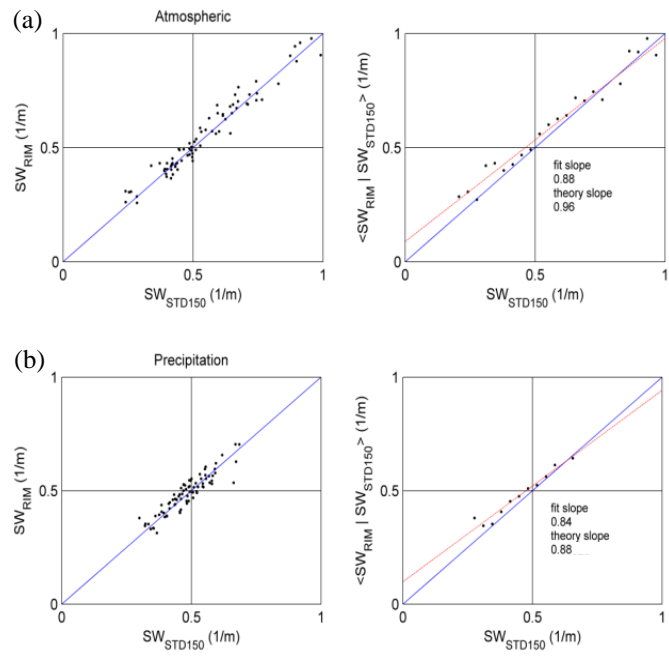 (a)
Atmospheric
SW_RIM (1/m)
1
0.5
0
0 0.5 1
SW_STD150 (1/m)
<SW_RIM | SW_STD150> (1/m)
1
0.5
0
fit slope
0.88
theory slope
0.96
0 0.5 1
SW_STD150 (1/m)
(b)
Precipitation
SW_RIM (1/m)
1
0.5
0
0 0.5 1
SW_STD150 (1/m)
<SW_RIM | SW_STD150> (1/m)
1
0.5
0
fit slope
0.84
theory slope
0.88
0 0.5 1
SW_STD150 (1/m)